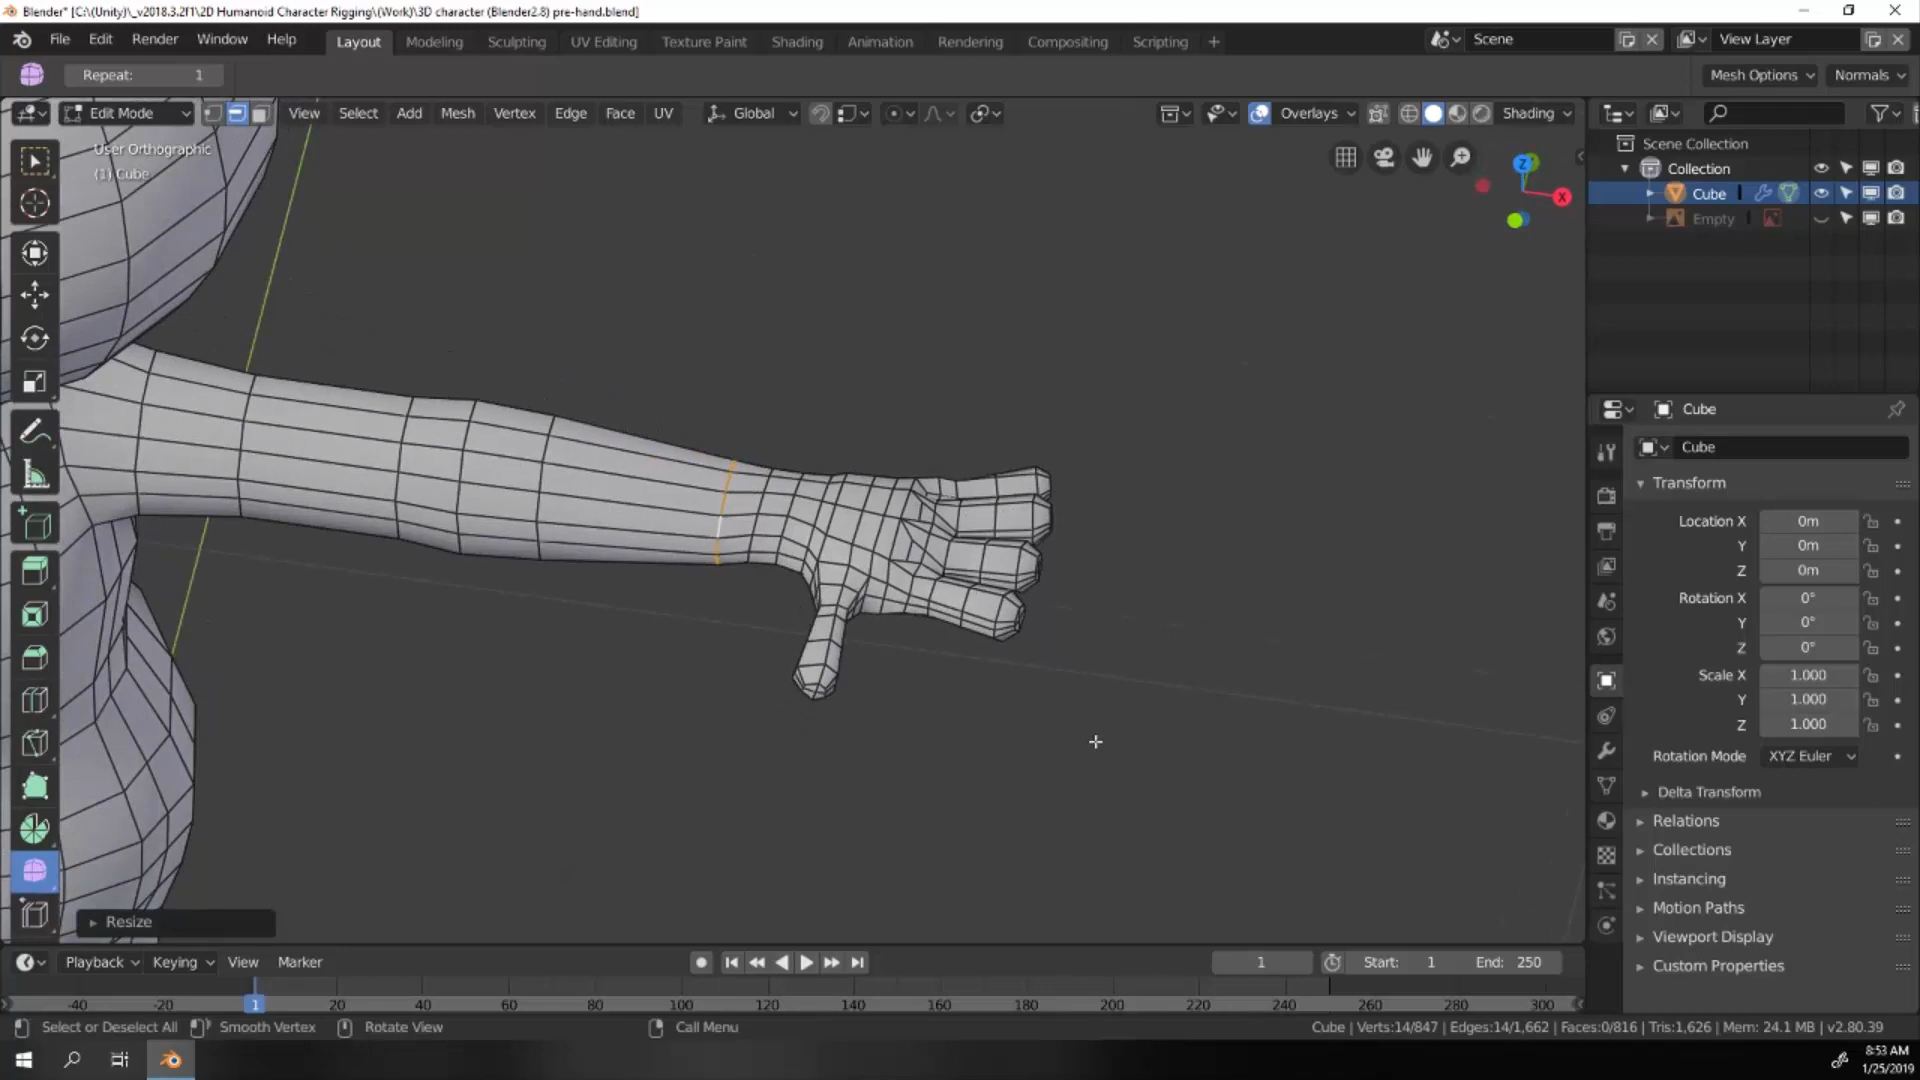 Blender* [C:\(Unity)\_v2018.3.2f1\2D Humanoid Character Rigging\(Work)\3D character (Blender2.8) pre-hand.blend]
File Edit Render Window Help Layout Modeling Sculpting UV Editing Texture Paint Shading Animation Rendering Compositing Scripting + Scene View Layer
Repeat: 1 Mesh Options Normals
Edit Mode View Select Add Mesh Vertex Edge Face UV Global Overlays Shading
User Orthographic
(1) Cube
Z
X
Scene Collection
Collection
Cube
Empty
Cube
Cube
Transform
Location X 0m
Y 0m
Z 0m
Rotation X 0°
Y 0°
Z 0°
Scale X 1.000
Y 1.000
Z 1.000
Rotation Mode XYZ Euler
Delta Transform
Relations
Collections
Instancing
Motion Paths
Viewport Display
Custom Properties
Resize
Playback Keying View Marker 1 Start: 1 End: 250
-40 -20 1 20 40 60 80 100 120 140 160 180 200 220 240 260 280 300
Select or Deselect All Smooth Vertex Rotate View Call Menu Cube | Verts:14/847 | Edges:14/1,662 | Faces:0/816 | Tris:1,626 | Mem: 24.1 MB | v2.80.39
8:53 AM
1/25/2019